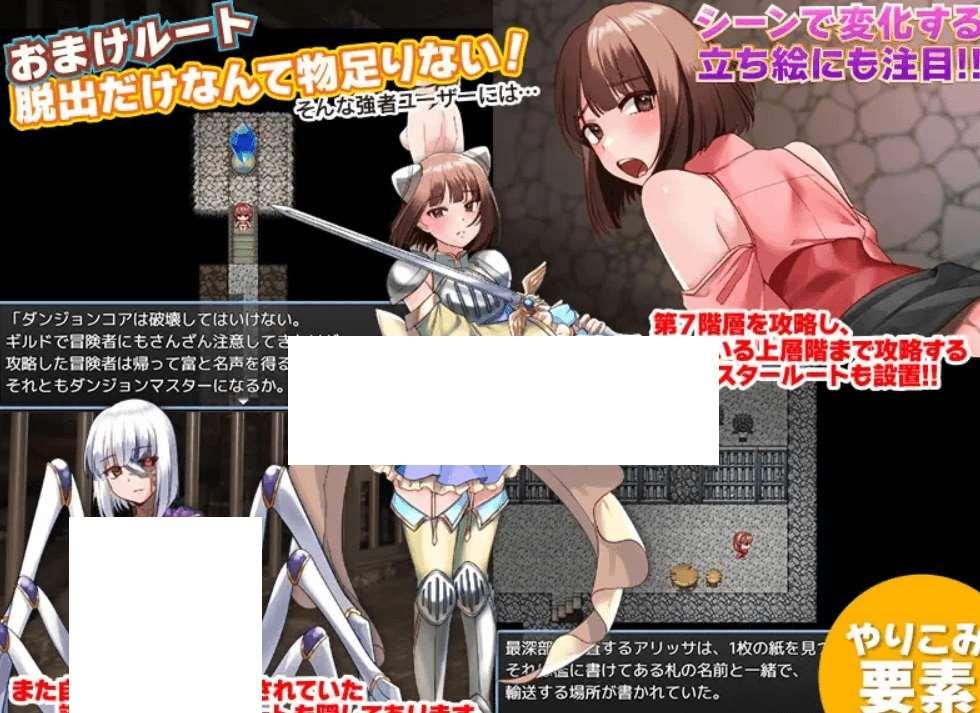 おまけルート
脱出だけなんて物足りない!
そんな強者ユーザーには…
シーンで変化する
立ち絵にも注目!!
「ダンジョンコアは破壊してはいけない。
ギルドで冒険者にもさんざん注意してき
攻略した冒険者は帰って富と名声を得る
それともダンジョンマスターになるか。
第7階層を攻略し、
いる上層階まで攻略する
スタールートも設置!!
最深部
するアリッサは、1枚の紙を見つ
それ
檻に書けてある札の名前と一緒で、
輸送する場所が書かれていた。
やりこみ
要素
また
されていた